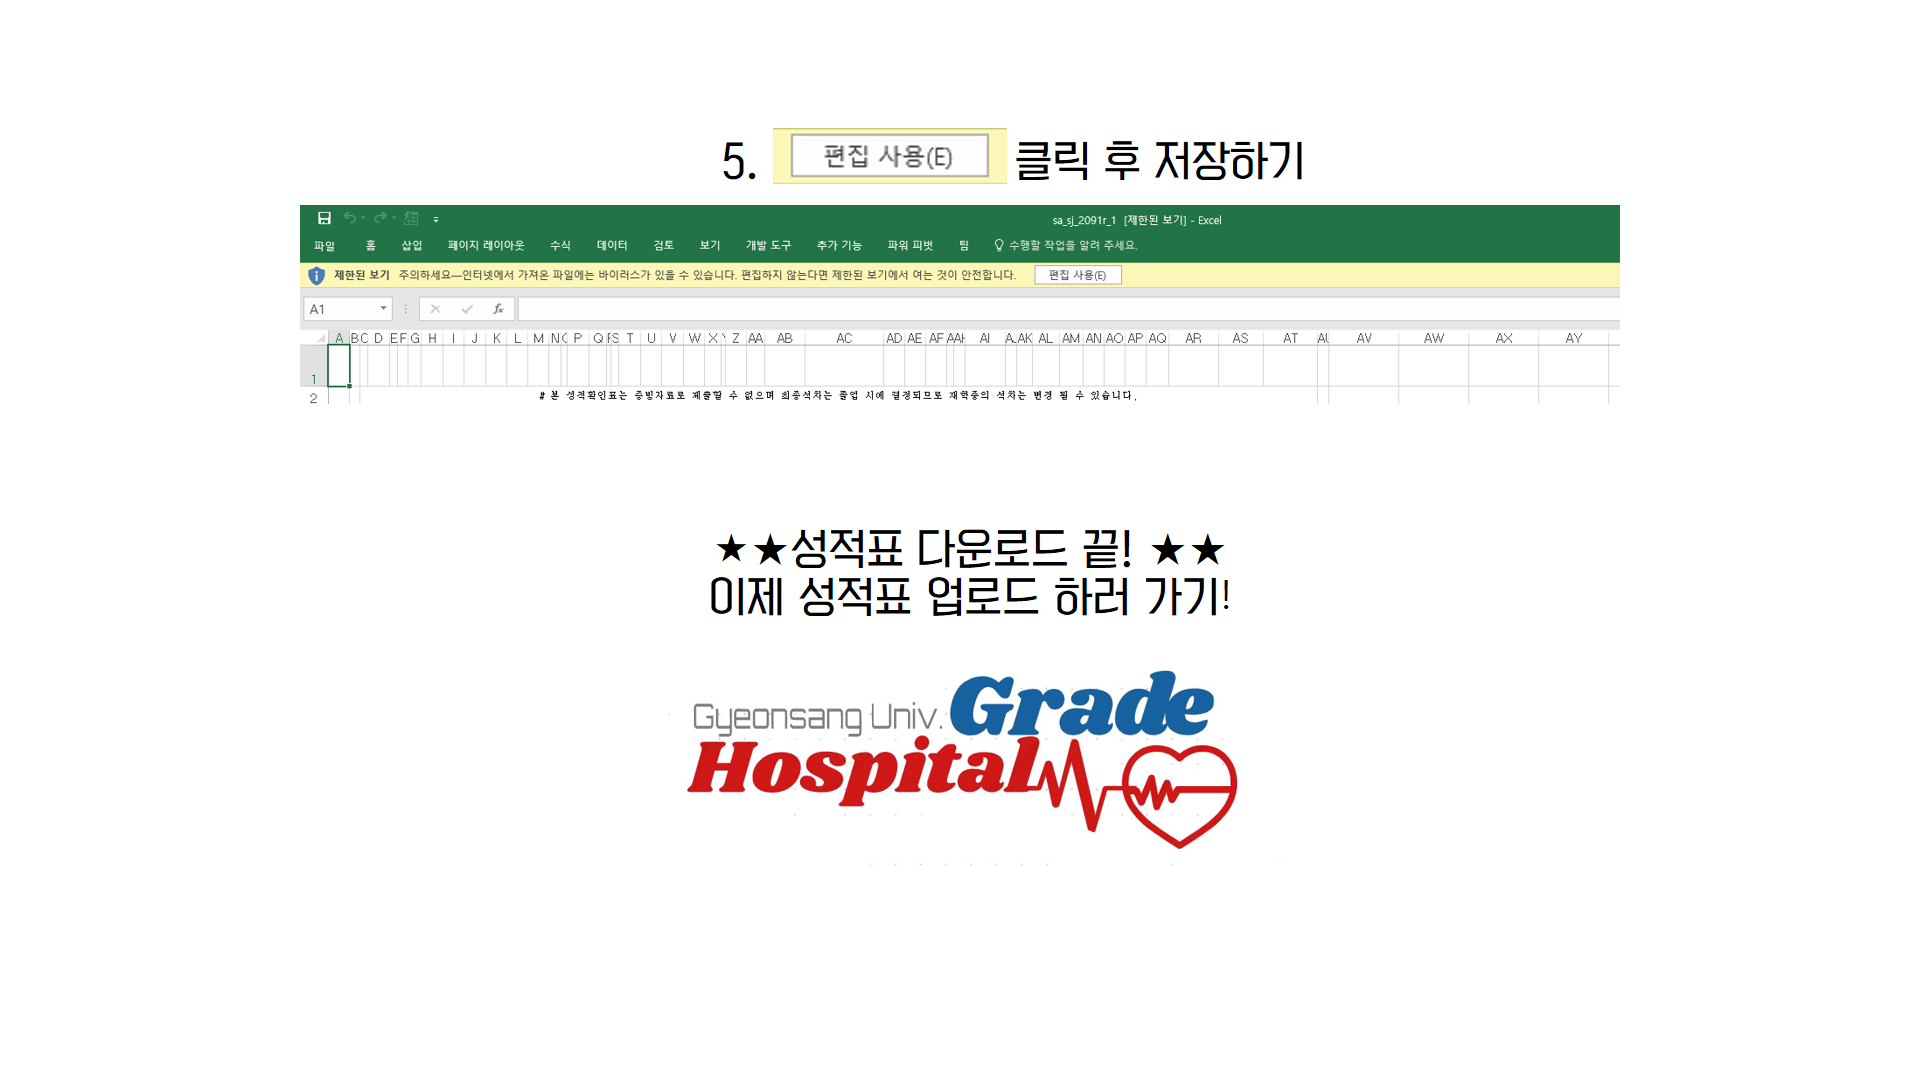 5. 편집 사용(E) 클릭 후 저장하기
sa_sj_2091r_1 [제한된 보기] - Excel
파일 홈 삽입 페이지 레이아웃 수식 데이터 검토 보기 개발 도구 추가 기능 파워 피벗 팀 수행할 작업을 알려 주세요.
제한된 보기 주의하세요—인터넷에서 가져온 파일에는 바이러스가 있을 수 있습니다. 편집하지 않는다면 제한된 보기에서 여는 것이 안전합니다. 편집 사용(E)
A1 fx
A B C D E F G H I J K L M N P Q S T U V W X Z AA AB AC AD AE AF AI AK AL AM AN AO AP AQ AR AS AT AV AW AX AY
1
2 # 본 성적확인표는 증빙자료로 제출할 수 없으며 최종석차는 졸업 시에 결정되므로 재학중의 석차는 변경 될 수 있습니다.
★★성적표 다운로드 끝! ★★
이제 성적표 업로드 하러 가기!
Gyeonsang Univ. Grade
Hospital